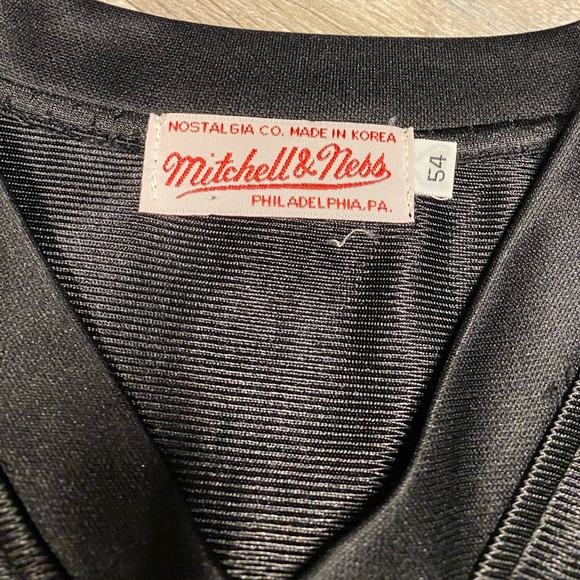 NOSTALGIA CO. MADE IN KOREA
Mitchell & Ness
PHILADELPHIA, PA.
54